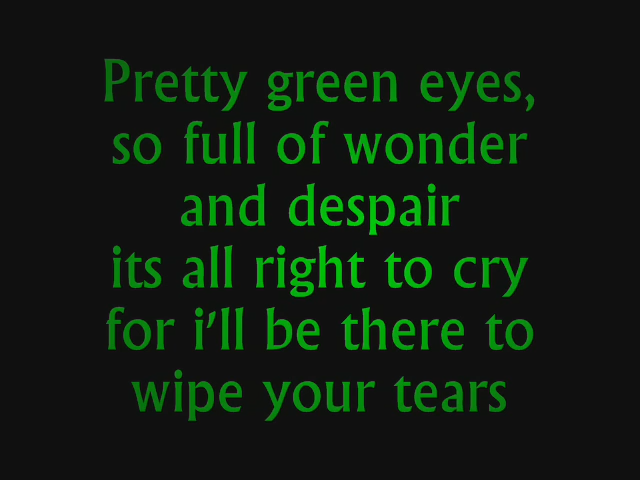 Pretty green eyes,
so full of wonder
and despair
its all right to cry
for i'll be there to
wipe your tears